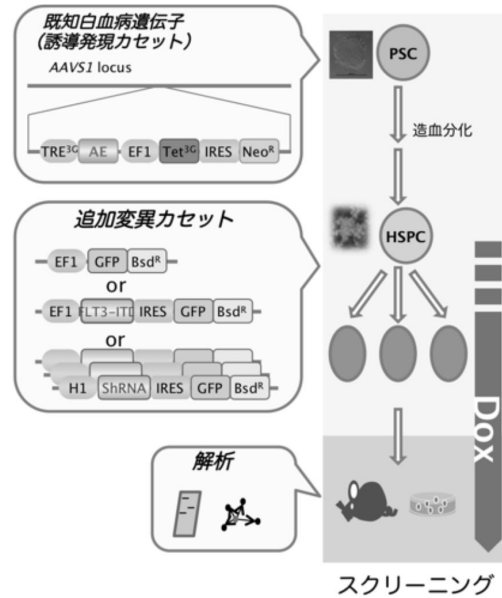 既知白血病遺伝子
（誘導発現カセット）
AAVS1 locus
TRE3G AE EF1 Tet3G IRES NeoR
追加変異カセット
EF1 GFP BsdR
or
EF1 FLT3-ITD IRES GFP BsdR
or
H1 ShRNA IRES GFP BsdR
解析
PSC
造血分化
HSPC
Dox
スクリーニング